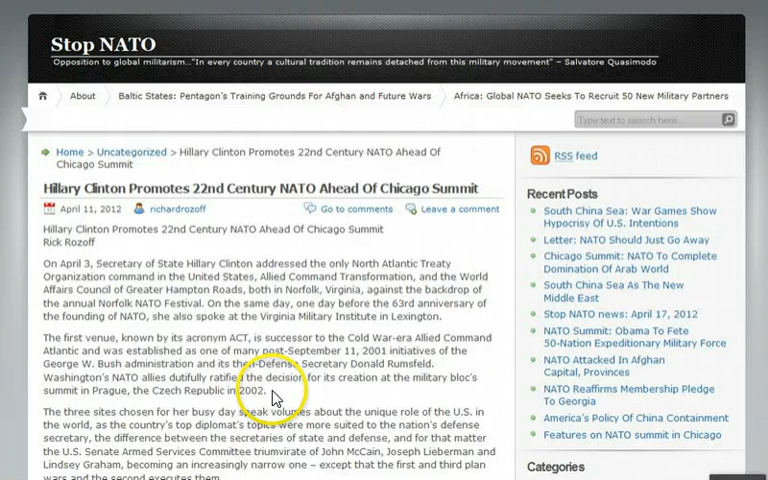 Stop NATO
Opposition to global militarism..."In every country a cultural tradition remains detached from this military movement" – Salvatore Quasimodo
About
Baltic States: Pentagon's Training Grounds For Afghan and Future Wars
Africa: Global NATO Seeks To Recruit 50 New Military Partners
Type text to search here...
Home > Uncategorized > Hillary Clinton Promotes 22nd Century NATO Ahead Of
Chicago Summit
Hillary Clinton Promotes 22nd Century NATO Ahead Of Chicago Summit
April 11, 2012 richardrozoff Go to comments Leave a comment
Hillary Clinton Promotes 22nd Century NATO Ahead Of Chicago Summit
Rick Rozoff
On April 3, Secretary of State Hillary Clinton addressed the only North Atlantic Treaty
Organization command in the United States, Allied Command Transformation, and the World
Affairs Council of Greater Hampton Roads, both in Norfolk, Virginia, against the backdrop of
the annual Norfolk NATO Festival. On the same day, one day before the 63rd anniversary of
the founding of NATO, she also spoke at the Virginia Military Institute in Lexington.
The first venue, known by its acronym ACT, is successor to the Cold War-era Allied Command
Atlantic and was established as one of many post-September 11, 2001 initiatives of the
George W. Bush administration and its then-Defense Secretary Donald Rumsfeld.
Washington's NATO allies dutifully ratified the decision for its creation at the military bloc's
summit in Prague, the Czech Republic in 2002.
The three sites chosen for her busy day speak volumes about the unique role of the U.S. in
the world, as the country's top diplomat's topics were more suited to the nation's defense
secretary, the difference between the secretaries of state and defense, and for that matter
the U.S. Senate Armed Services Committee triumvirate of John McCain, Joseph Lieberman and
Lindsey Graham, becoming an increasingly narrow one – except that the first and third plan
wars and the second executes them.
RSS feed
Recent Posts
South China Sea: War Games Show
Hypocrisy Of U.S. Intentions
Letter: NATO Should Just Go Away
Chicago Summit: NATO To Complete
Domination Of Arab World
South China Sea As The New
Middle East
Stop NATO news: April 17, 2012
NATO Summit: Obama To Fete
50-Nation Expeditionary Military Force
NATO Attacked In Afghan
Capital, Provinces
NATO Reaffirms Membership Pledge
To Georgia
America's Policy Of China Containment
Features on NATO summit in Chicago
Categories